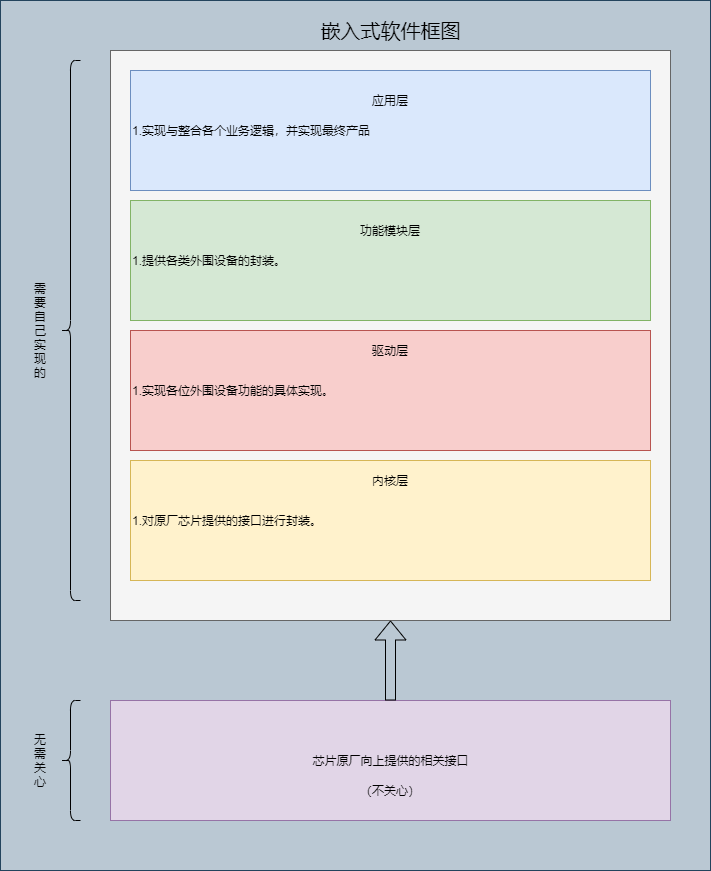 嵌入式软件框图
应用层
1.实现与整合各个业务逻辑，并实现最终产品
功能模块层
1.提供各类外围设备的封装。
需要自己实现的
驱动层
1.实现各位外围设备功能的具体实现。
内核层
1.对原厂芯片提供的接口进行封装。
无需关心
芯片原厂向上提供的相关接口
（不关心）